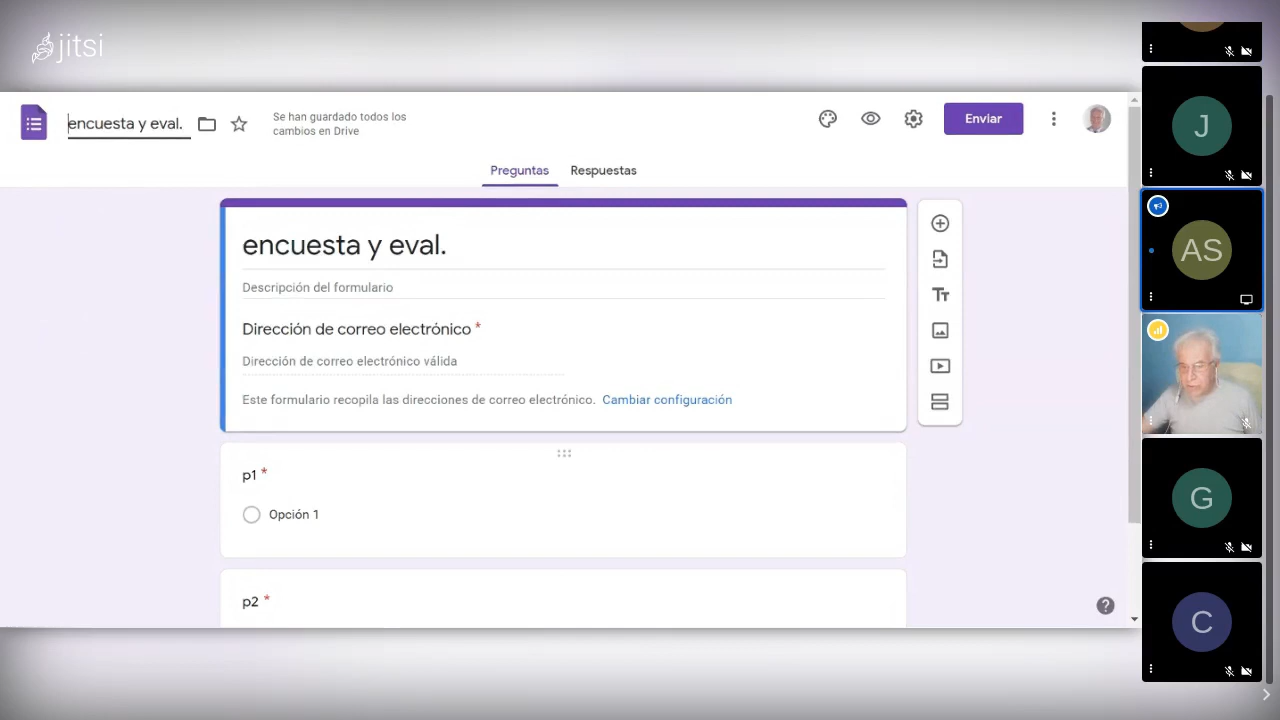 jitsi
encuesta y eval.
Se han guardado todos los
cambios en Drive
Enviar
Preguntas
Respuestas
encuesta y eval.
Descripción del formulario
Dirección de correo electrónico *
Dirección de correo electrónico válida
Este formulario recopila las direcciones de correo electrónico. Cambiar configuración
p1 *
Opción 1
p2 *
J
AS
G
C